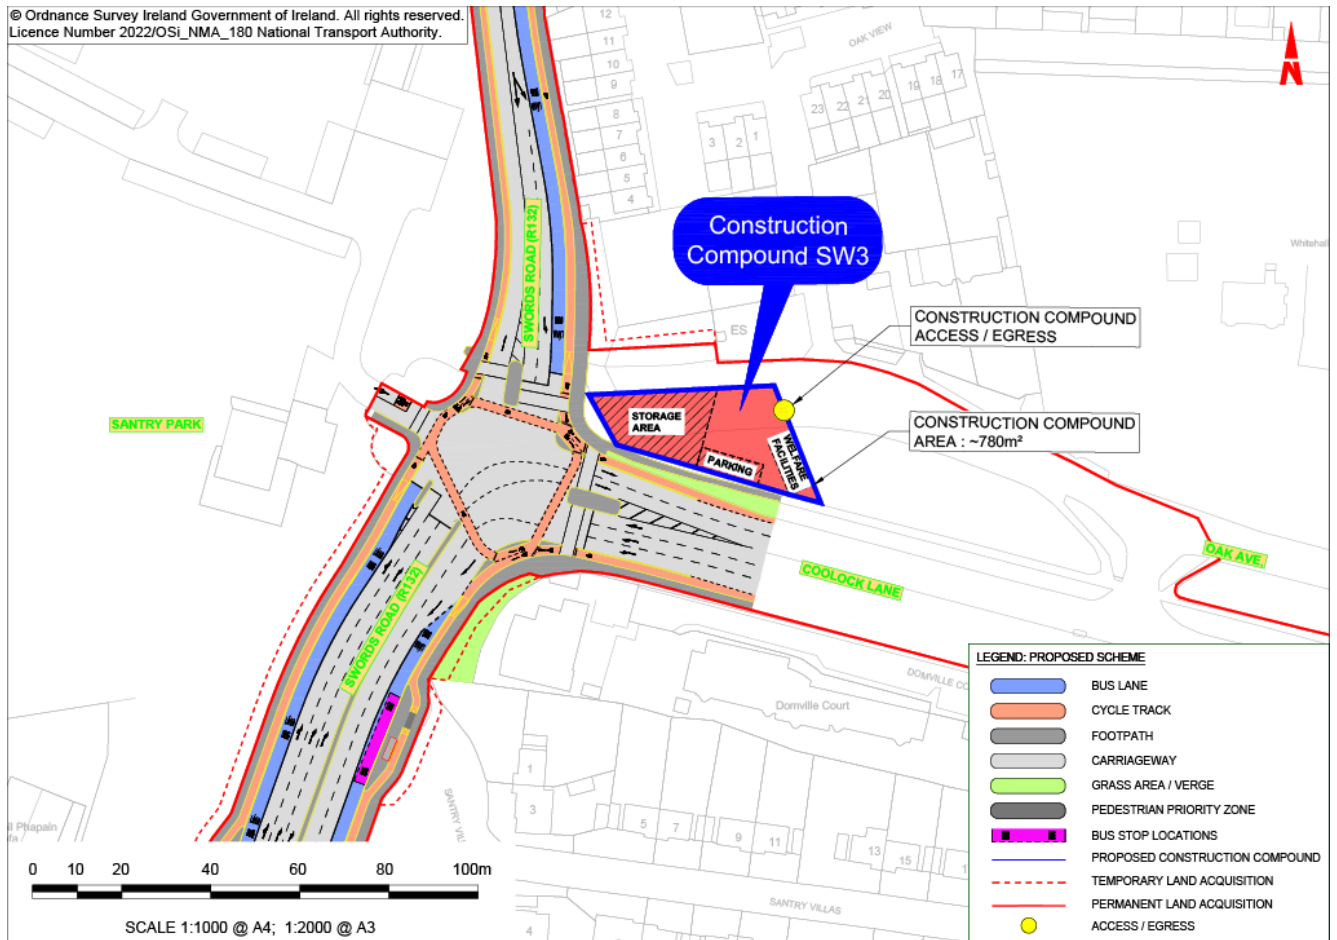 © Ordnance Survey Ireland Government of Ireland. All rights reserved.
Licence Number 2022/OSi_NMA_180 National Transport Authority.
N
12
11
10
9
8
7
6
5
4
OAK VIEW
23
22
21
20
19
18
17
3
2
1
Whitehall
SWORDS ROAD (R132)
Construction
Compound SW3
ES
CONSTRUCTION COMPOUND
ACCESS / EGRESS
STORAGE
AREA
PARKING
WELFARE
FACILITIES
CONSTRUCTION COMPOUND
AREA : ~780m²
SANTRY PARK
OAK AVE.
COOLOCK LANE
SWORDS ROAD (R132)
DOMVILLE CO
Domville Court
1
3
5
7
9
11
13
15
1
SANTRY VILL
SANTRY VILLAS
4
ll Phapain
0
10
20
40
60
80
100m
SCALE 1:1000 @ A4; 1:2000 @ A3
LEGEND: PROPOSED SCHEME
BUS LANE
CYCLE TRACK
FOOTPATH
CARRIAGEWAY
GRASS AREA / VERGE
PEDESTRIAN PRIORITY ZONE
BUS STOP LOCATIONS
PROPOSED CONSTRUCTION COMPOUND
TEMPORARY LAND ACQUISITION
PERMANENT LAND ACQUISITION
ACCESS / EGRESS